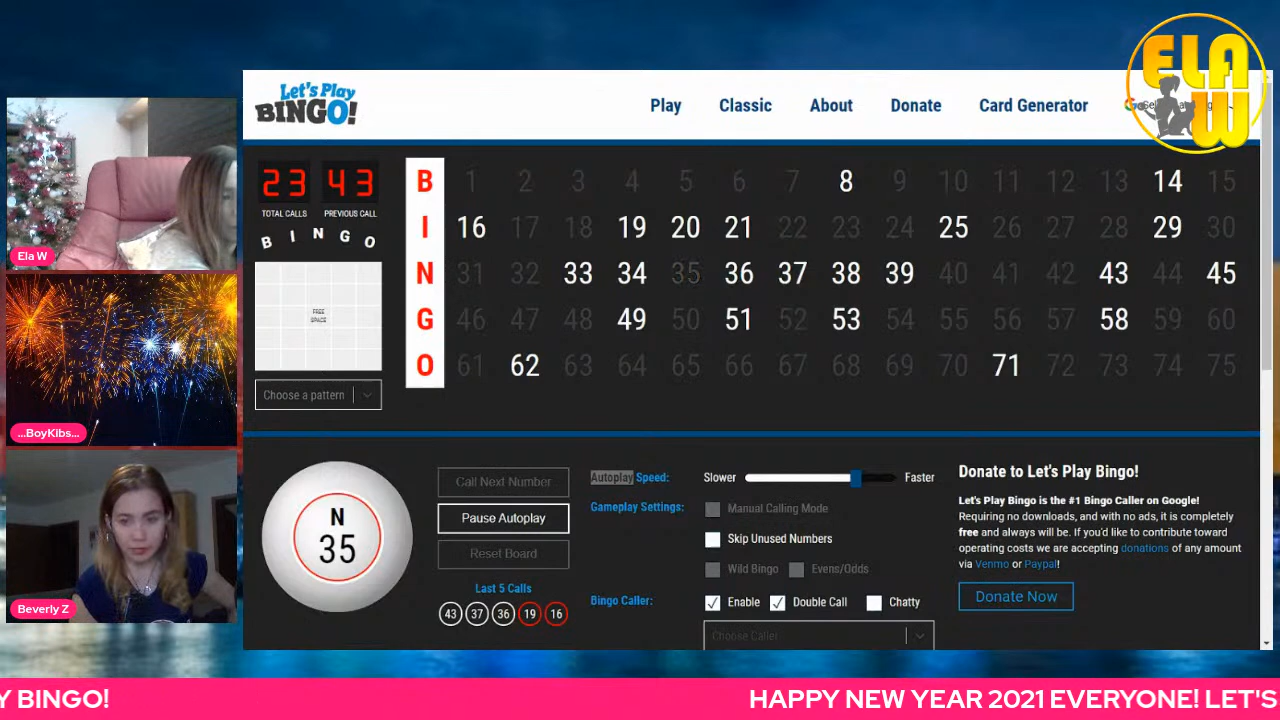 ELA
W
Let's Play
BINGO!
Play Classic About Donate Card Generator
23 43
TOTAL CALLS PREVIOUS CALL
B I N G O
FREE
SPACE
Choose a pattern
B 1 2 3 4 5 6 7 8 9 10 11 12 13 14 15
I 16 17 18 19 20 21 22 23 24 25 26 27 28 29 30
N 31 32 33 34 35 36 37 38 39 40 41 42 43 44 45
G 46 47 48 49 50 51 52 53 54 55 56 57 58 59 60
O 61 62 63 64 65 66 67 68 69 70 71 72 73 74 75
Ela W
...BoyKibs...
Beverly Z
N
35
Call Next Number
Pause Autoplay
Reset Board
Last 5 Calls
43 37 36 19 16
Autoplay Speed: Slower Faster
Gameplay Settings: Manual Calling Mode
Skip Unused Numbers
Wild Bingo Evens/Odds
Bingo Caller: Enable Double Call Chatty
Choose Caller
Donate to Let's Play Bingo!
Let's Play Bingo is the #1 Bingo Caller on Google!
Requiring no downloads, and with no ads, it is completely
free and always will be. If you'd like to contribute toward
operating costs we are accepting donations of any amount
via Venmo or Paypal!
Donate Now
Y BINGO! HAPPY NEW YEAR 2021 EVERYONE! LET'S